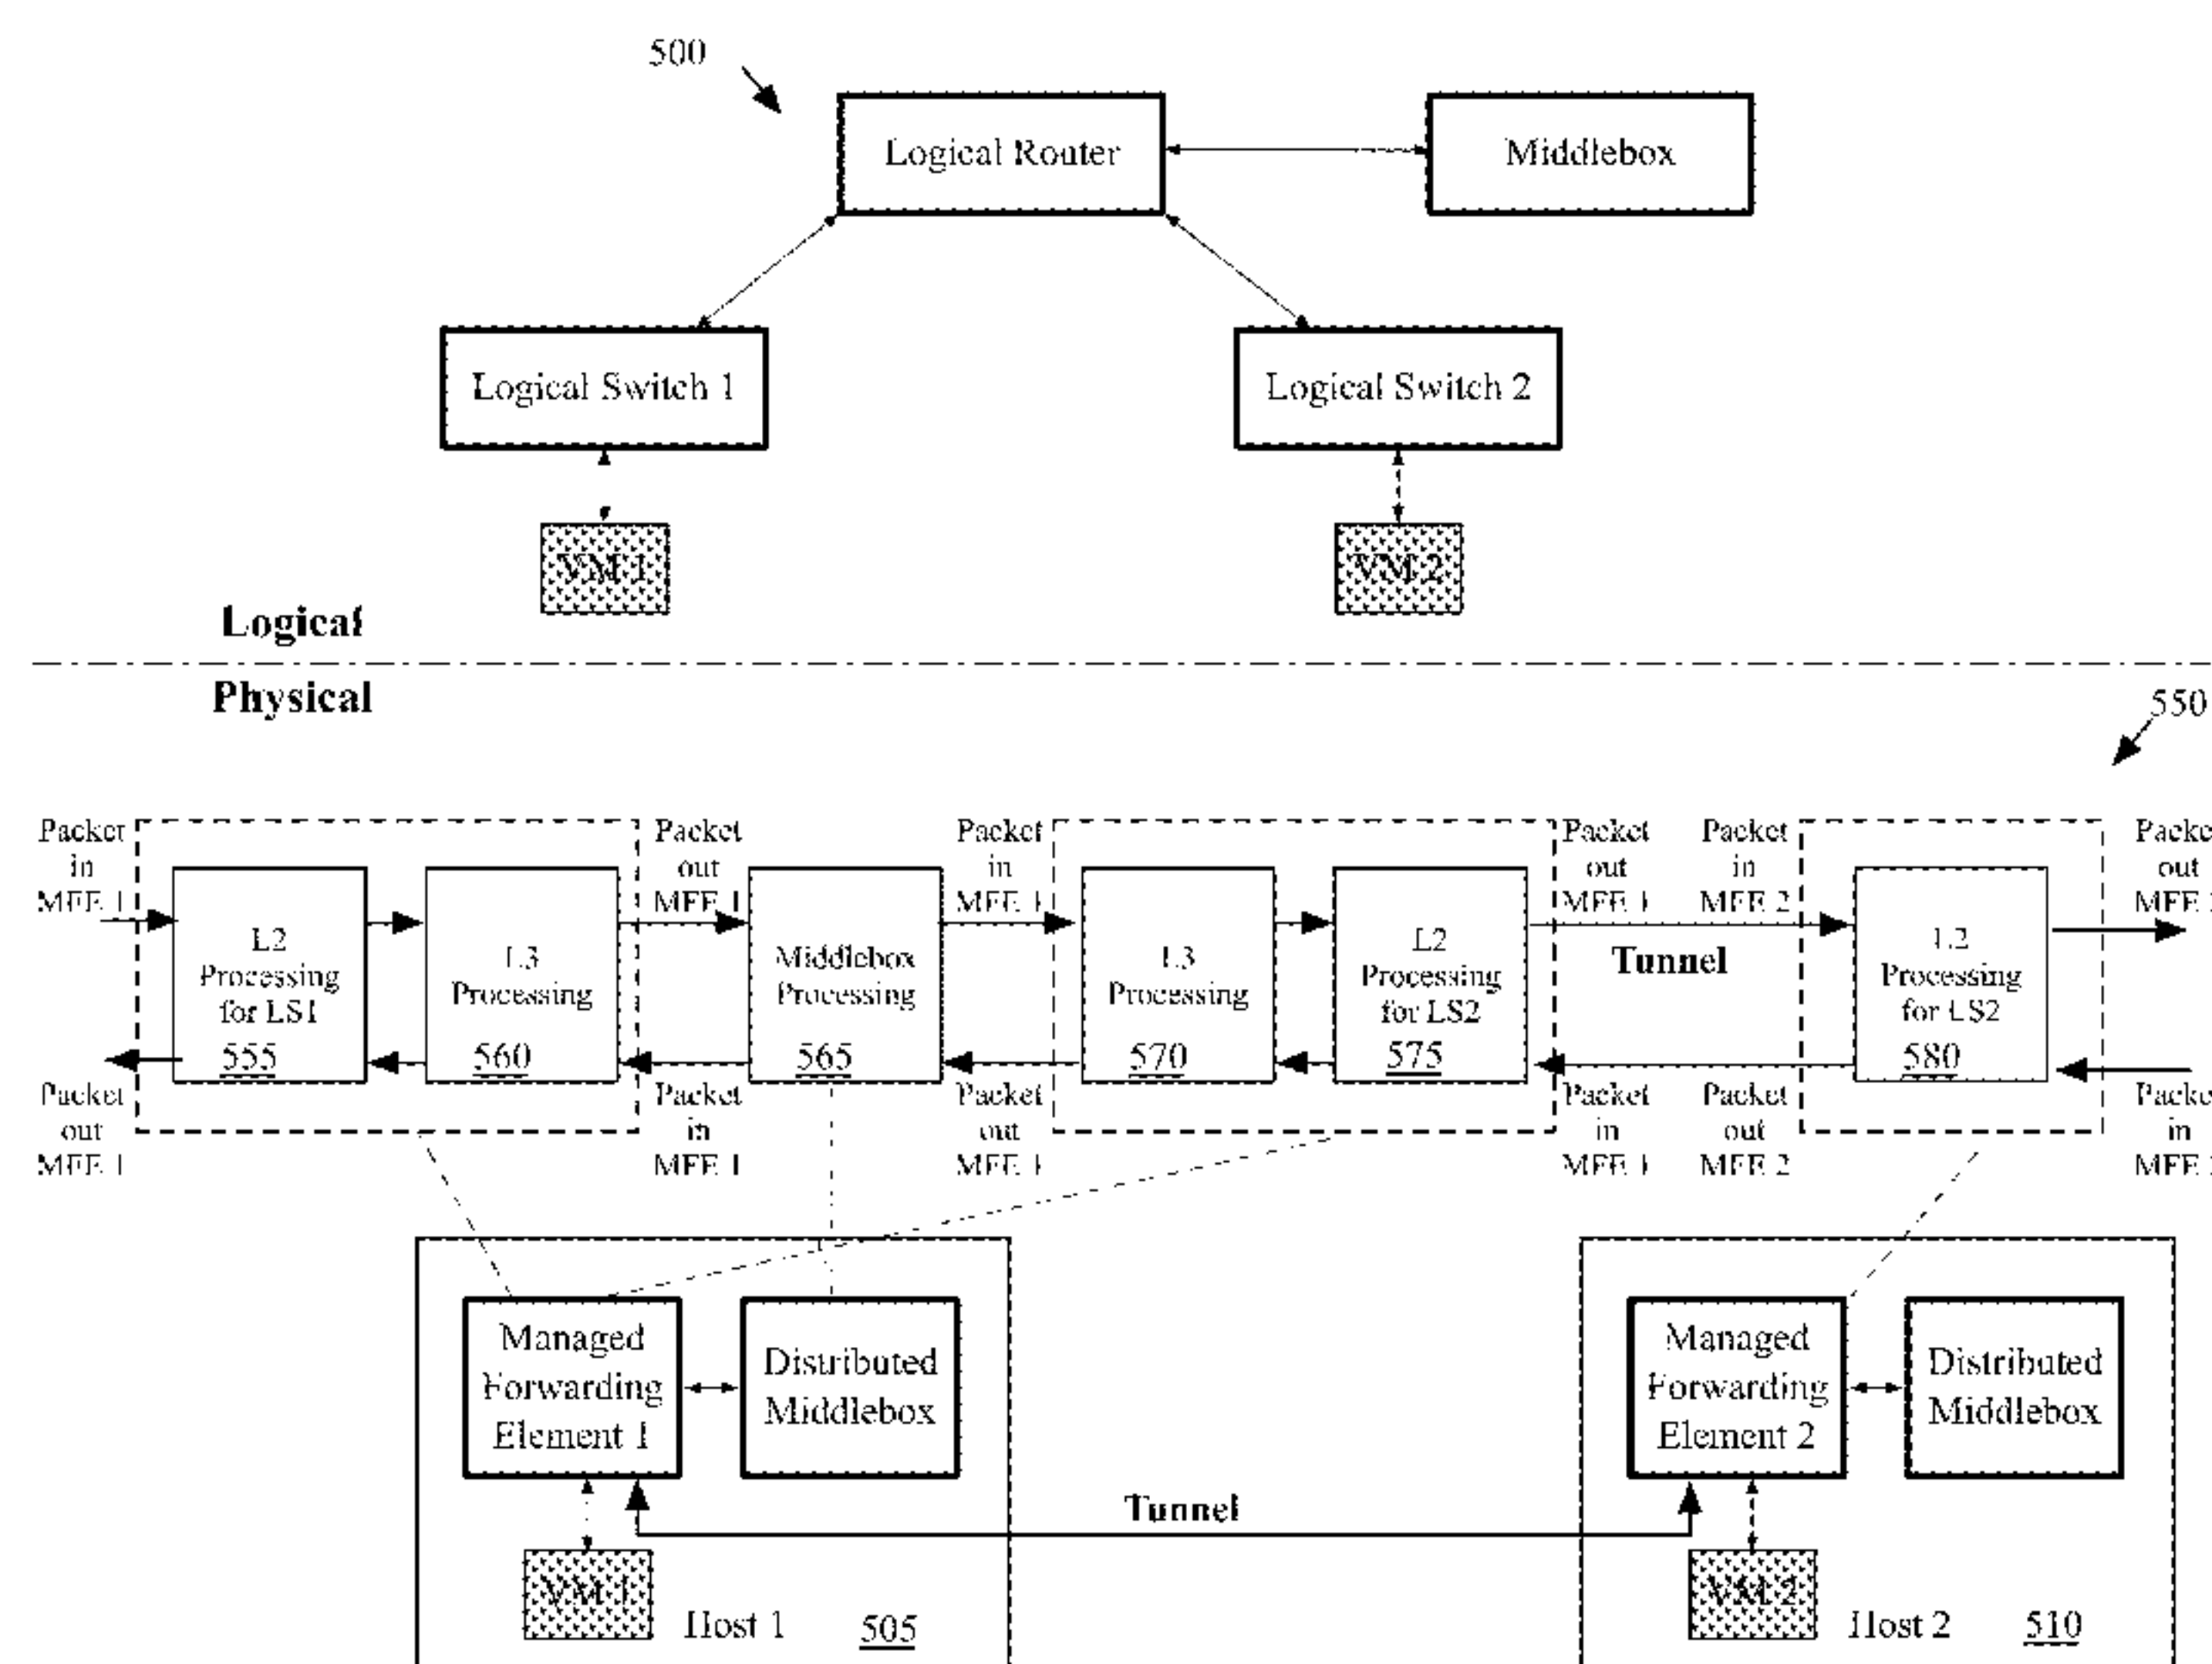 500
Logical Router
Middlebox
Logical Switch 1
Logical Switch 2
VM 1
VM 2
Logical
Physical
550
Packet
in
MFE 1
Packet
out
MFE 1
Packet
in
MFE 1
Packet
out
MFE 1
Packet
in
MFE 2
out
L2
Processing
for LS1
555
L3
Processing
560
Middlebox
Processing
565
L3
Processing
570
L2
Processing
for LS2
575
Tunnel
L2
Processing
for LS2
580
Packet
out
MFE 1
Packet
in
MFE 1
Packet
out
MFE 1
Packet
in
MFE 1
Packet
out
MFE 2
in
Managed
Forwarding
Element 1
Distributed
Middlebox
Managed
Forwarding
Element 2
Distributed
Middlebox
Tunnel
VM 1
Host 1
505
VM 2
Host 2
510